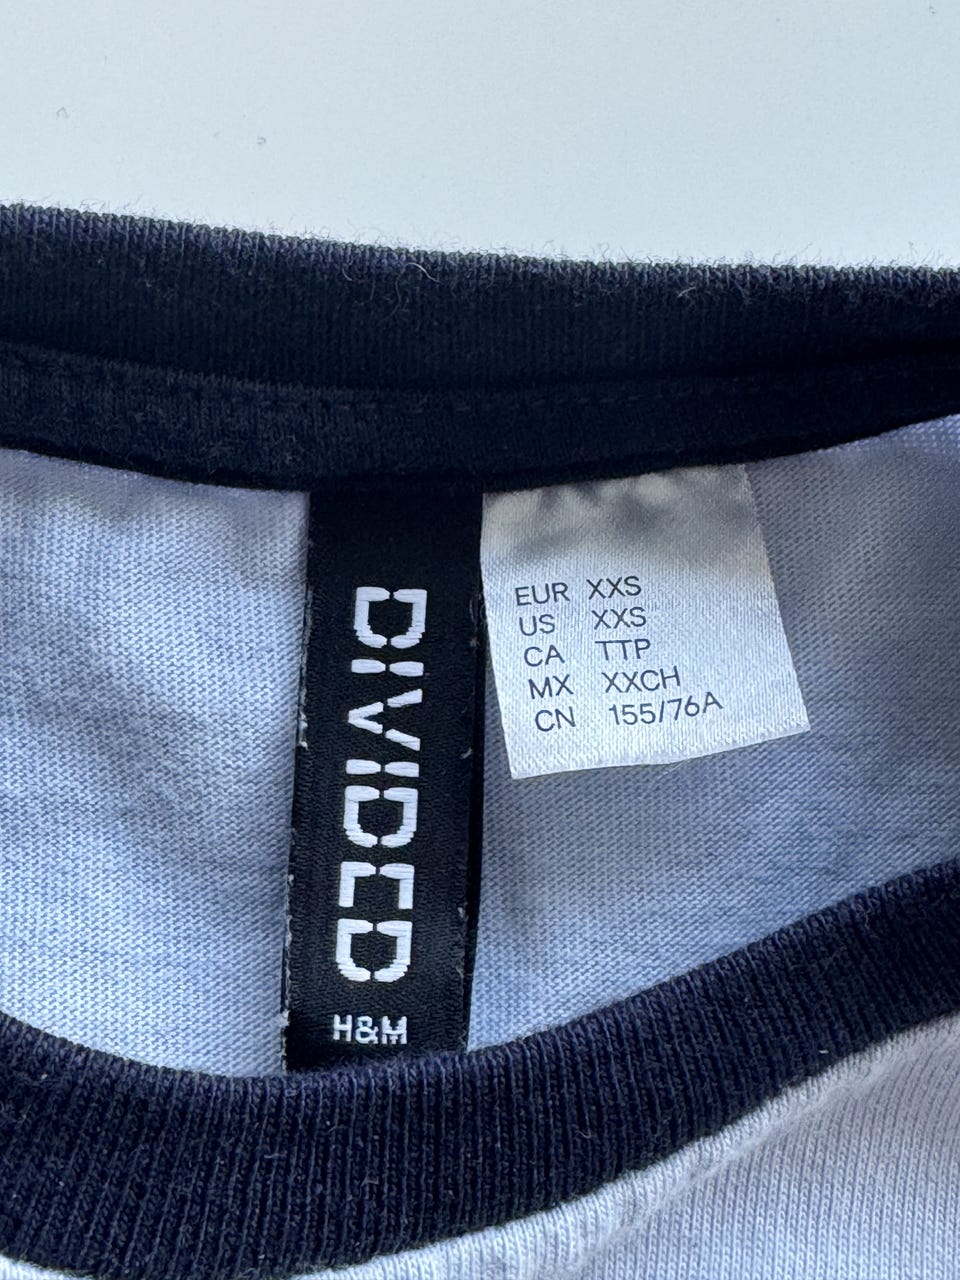 DIVIDED
H&M
EUR XXS
US XXS
CA TTP
MX XXCH
CN 155/76A